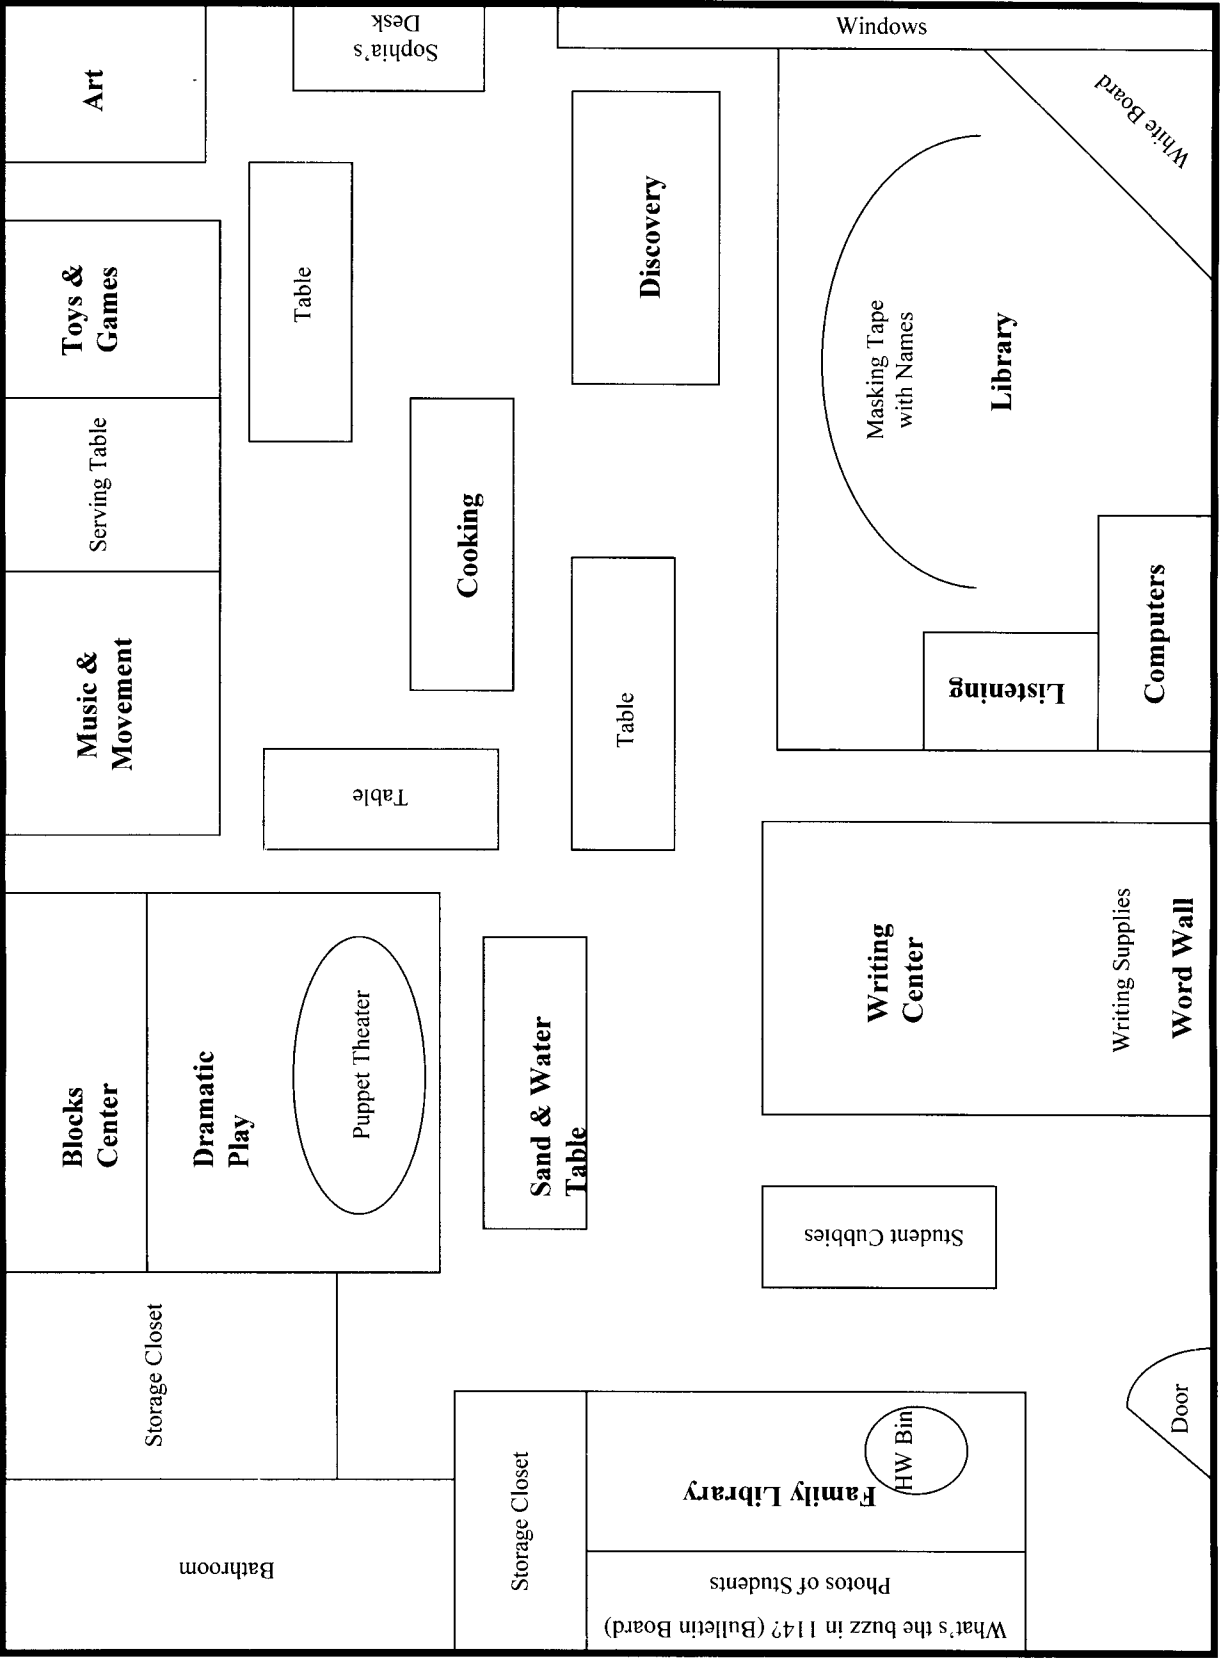 Art
Sophia's
Desk
Windows
White Board
Toys &
Games
Table
Discovery
Masking Tape
with Names
Library
Serving Table
Cooking
Music &
Movement
Table
Table
Listening
Computers
Blocks
Center
Dramatic
Play
Puppet Theater
Sand & Water
Table
Writing
Center
Writing Supplies
Word Wall
Student Cubbies
Storage Closet
Bathroom
Storage Closet
Family Library
HW Bin
Door
Photos of Students
What's the buzz in 114? (Bulletin Board)